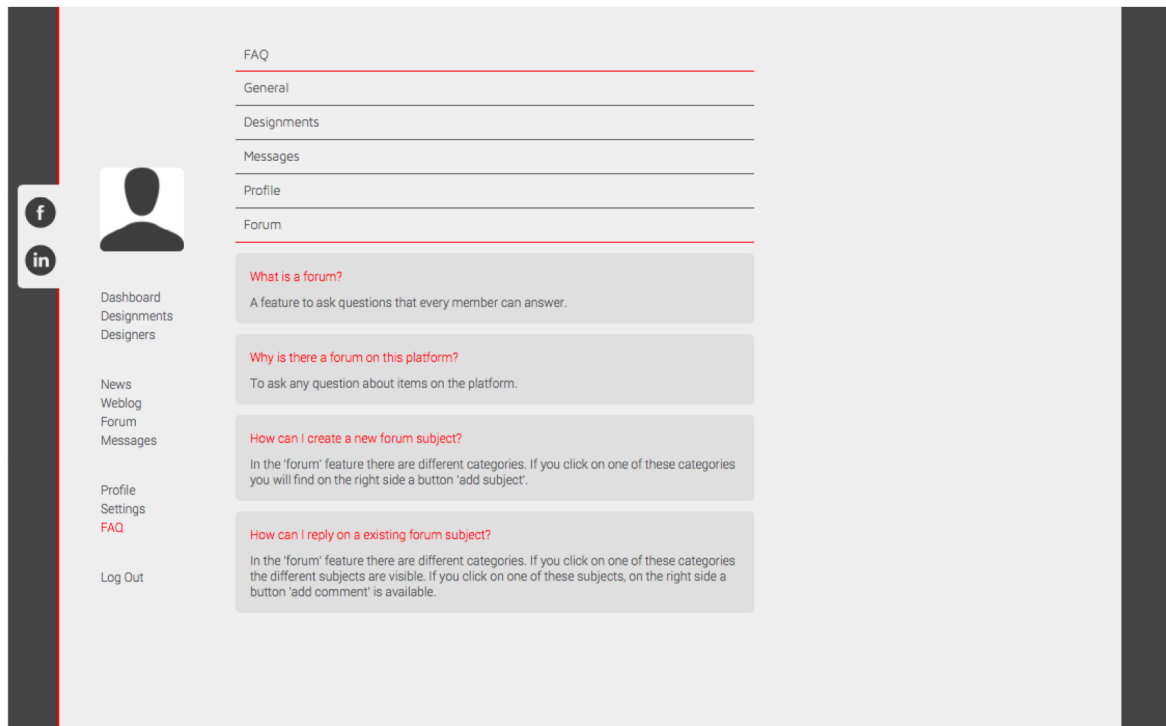 FAQ
General
Designments
Messages
Profile
Forum
f
in
Dashboard
Designments
Designers
News
Weblog
Forum
Messages
Profile
Settings
FAQ
Log Out
What is a forum?
A feature to ask questions that every member can answer.
Why is there a forum on this platform?
To ask any question about items on the platform.
How can I create a new forum subject?
In the 'forum' feature there are different categories. If you click on one of these categories
you will find on the right side a button 'add subject'.
How can I reply on a existing forum subject?
In the 'forum' feature there are different categories. If you click on one of these categories
the different subjects are visible. If you click on one of these subjects, on the right side a
button 'add comment' is available.